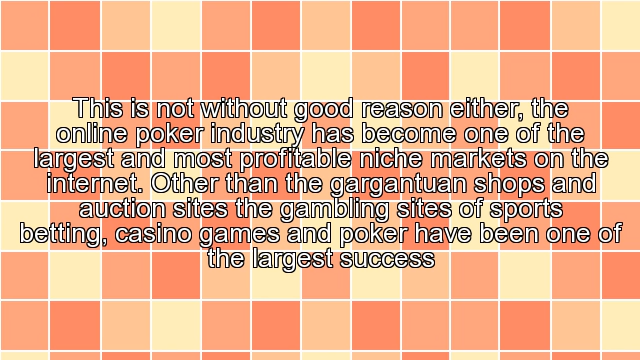 This is not without good reason either, the
online poker industry has become one of the
largest and most profitable niche markets on the
internet. Other than the gargantuan shops and
auction sites the gambling sites of sports
betting, casino games and poker have been one of
the largest success